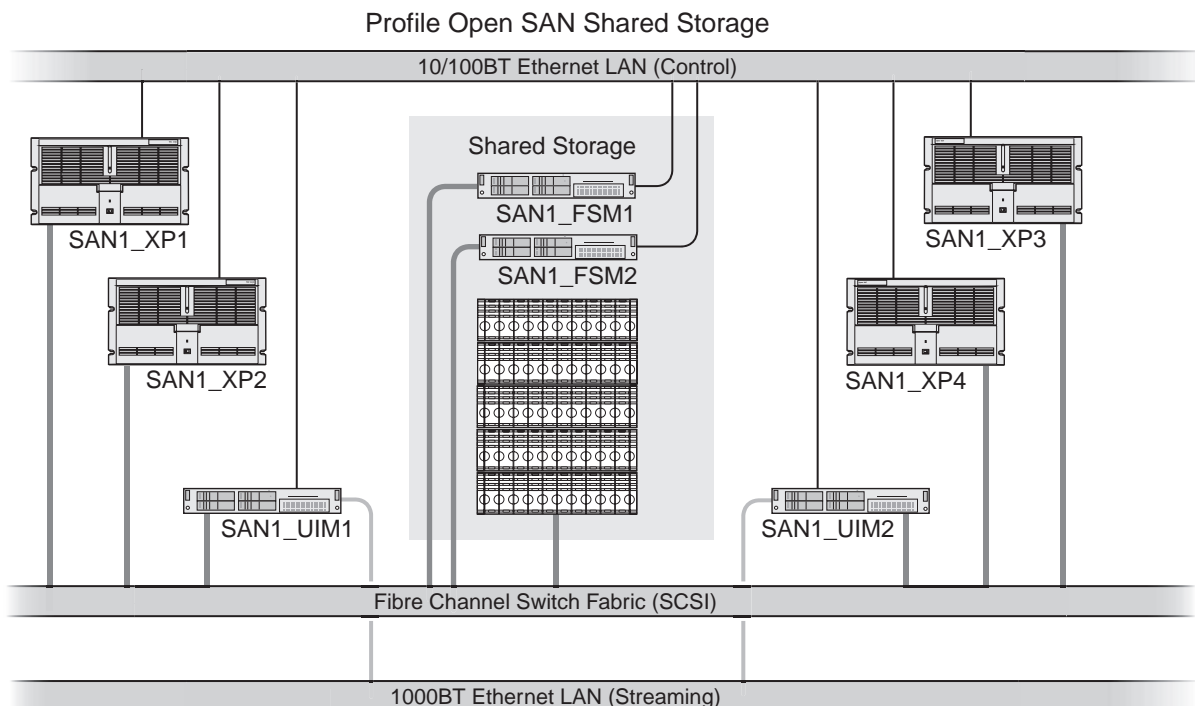 Profile Open SAN Shared Storage
10/100BT Ethernet LAN (Control)
Shared Storage
SAN1_FSM1
SAN1_XP1
SAN1_XP3
SAN1_FSM2
SAN1_XP2
SAN1_XP4
SAN1_UIM1
SAN1_UIM2
Fibre Channel Switch Fabric (SCSI)
1000BT Ethernet LAN (Streaming)